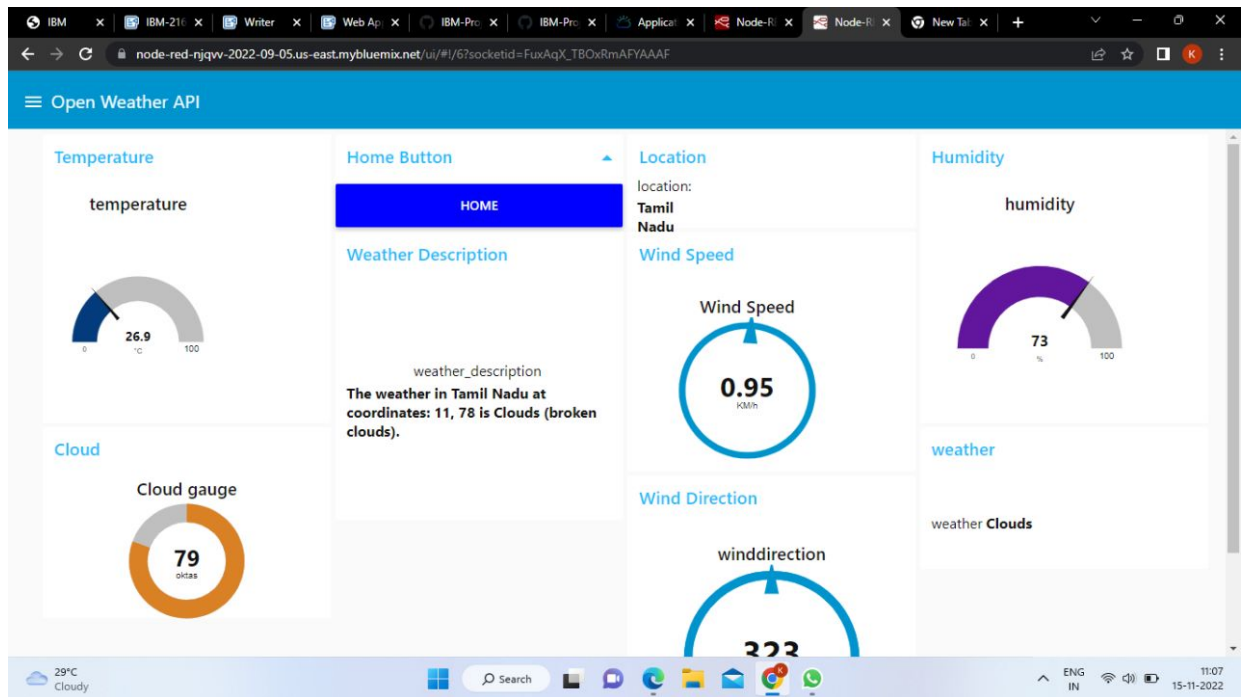 IBM
IBM-216
Writer
Web Ap
IBM-Pro
IBM-Pro
Applicat
Node-R
Node-R
New Tab
node-red-njqvv-2022-09-05.us-east.mybluemix.net/ui/#!/6?socketid=FuxAqX_TBOxRmAFYAAAF
K
Open Weather API
Temperature
temperature
26.9
°C
0
100
Cloud
Cloud gauge
79
oktas
Home Button
HOME
Weather Description
weather_description
The weather in Tamil Nadu at
coordinates: 11, 78 is Clouds (broken
clouds).
Location
location:
Tamil
Nadu
Wind Speed
Wind Speed
0.95
KM/h
Wind Direction
winddirection
323
Humidity
humidity
73
%
0
100
weather
weather Clouds
29°C
Cloudy
Search
ENG
IN
11:07
15-11-2022